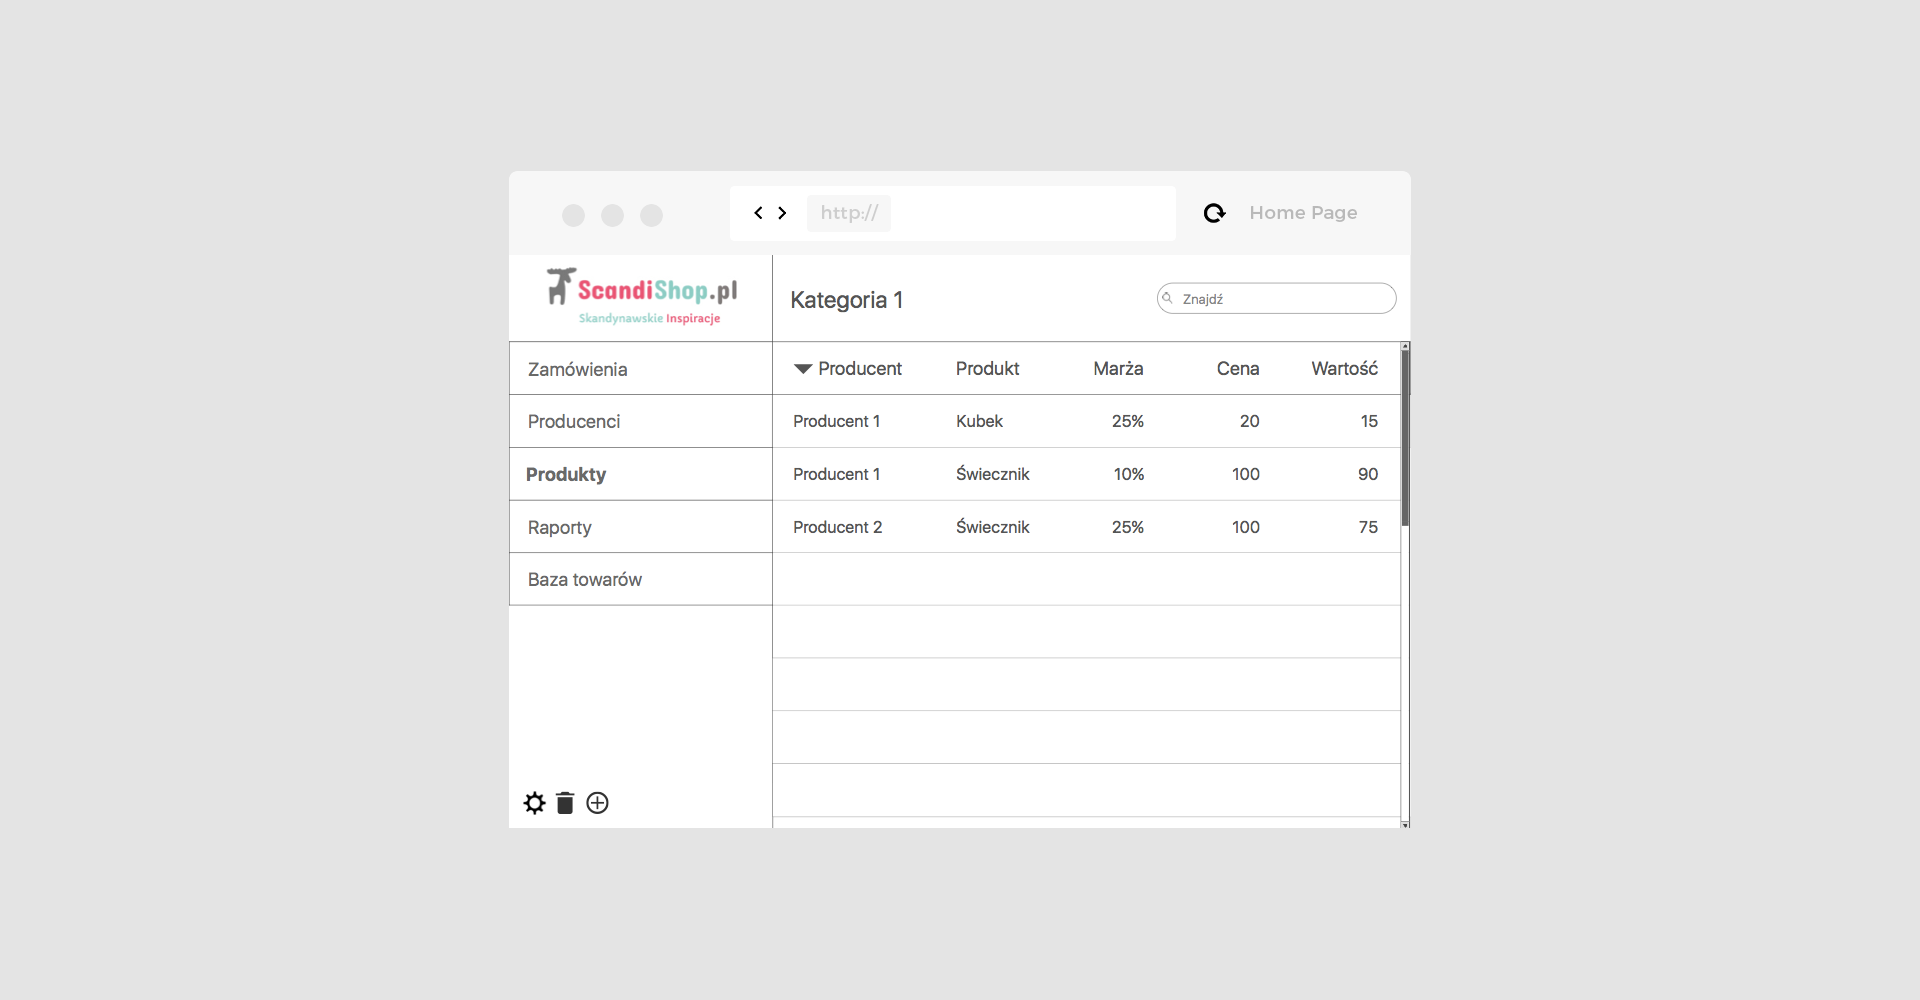 http://
Home Page
ScandiShop.pl
Skandynawskie Inspiracje
Kategoria 1
Znajdź
Zamówienia
Producenci
Produkty
Raporty
Baza towarów
Producent Produkt Marża Cena Wartość
Producent 1 Kubek 25% 20 15
Producent 1 Świecznik 10% 100 90
Producent 2 Świecznik 25% 100 75